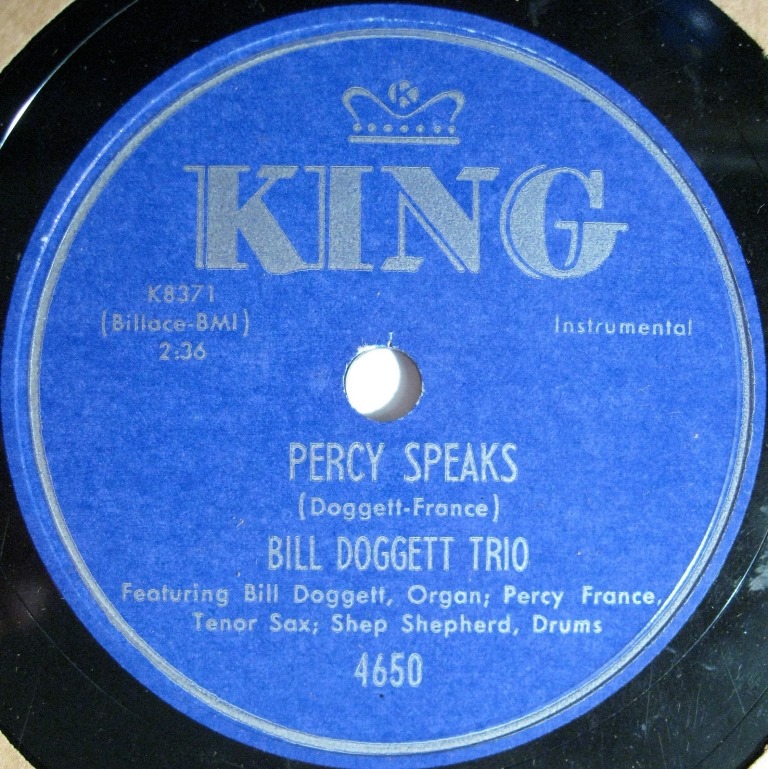 K
KING
K8371
(Billace-BMI)
2:36
Instrumental
PERCY SPEAKS
(Doggett-France)
BILL DOGGETT TRIO
Featuring Bill Doggett, Organ; Percy France,
Tenor Sax; Shep Shepherd, Drums
4650